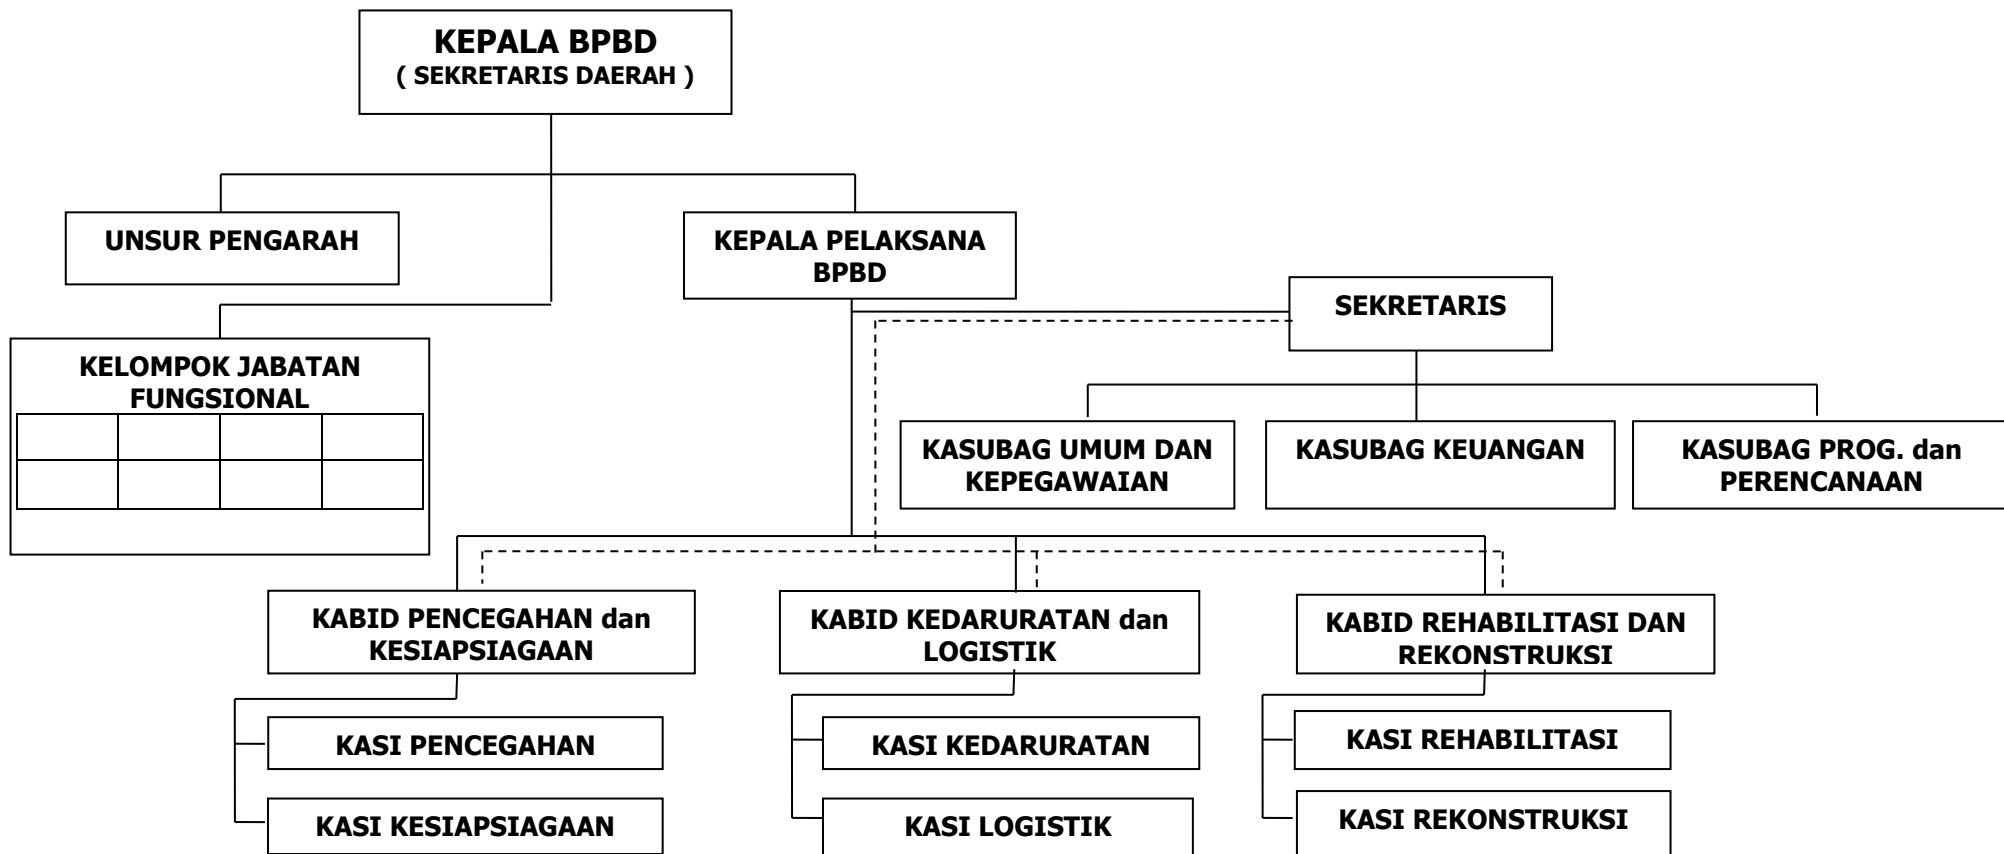 KEPALA BPBD
( SEKRETARIS DAERAH )
UNSUR PENGARAH
KEPALA PELAKSANA
BPBD
SEKRETARIS
KELOMPOK JABATAN
FUNGSIONAL
KASUBAG UMUM DAN
KEPEGAWAIAN
KASUBAG KEUANGAN
KASUBAG PROG. dan
PERENCANAAN
KABID PENCEGAHAN dan
KESIAPSIAGAAN
KABID KEDARURATAN dan
LOGISTIK
KABID REHABILITASI DAN
REKONSTRUKSI
KASI PENCEGAHAN
KASI KEDARURATAN
KASI REHABILITASI
KASI KESIAPSIAGAAN
KASI LOGISTIK
KASI REKONSTRUKSI